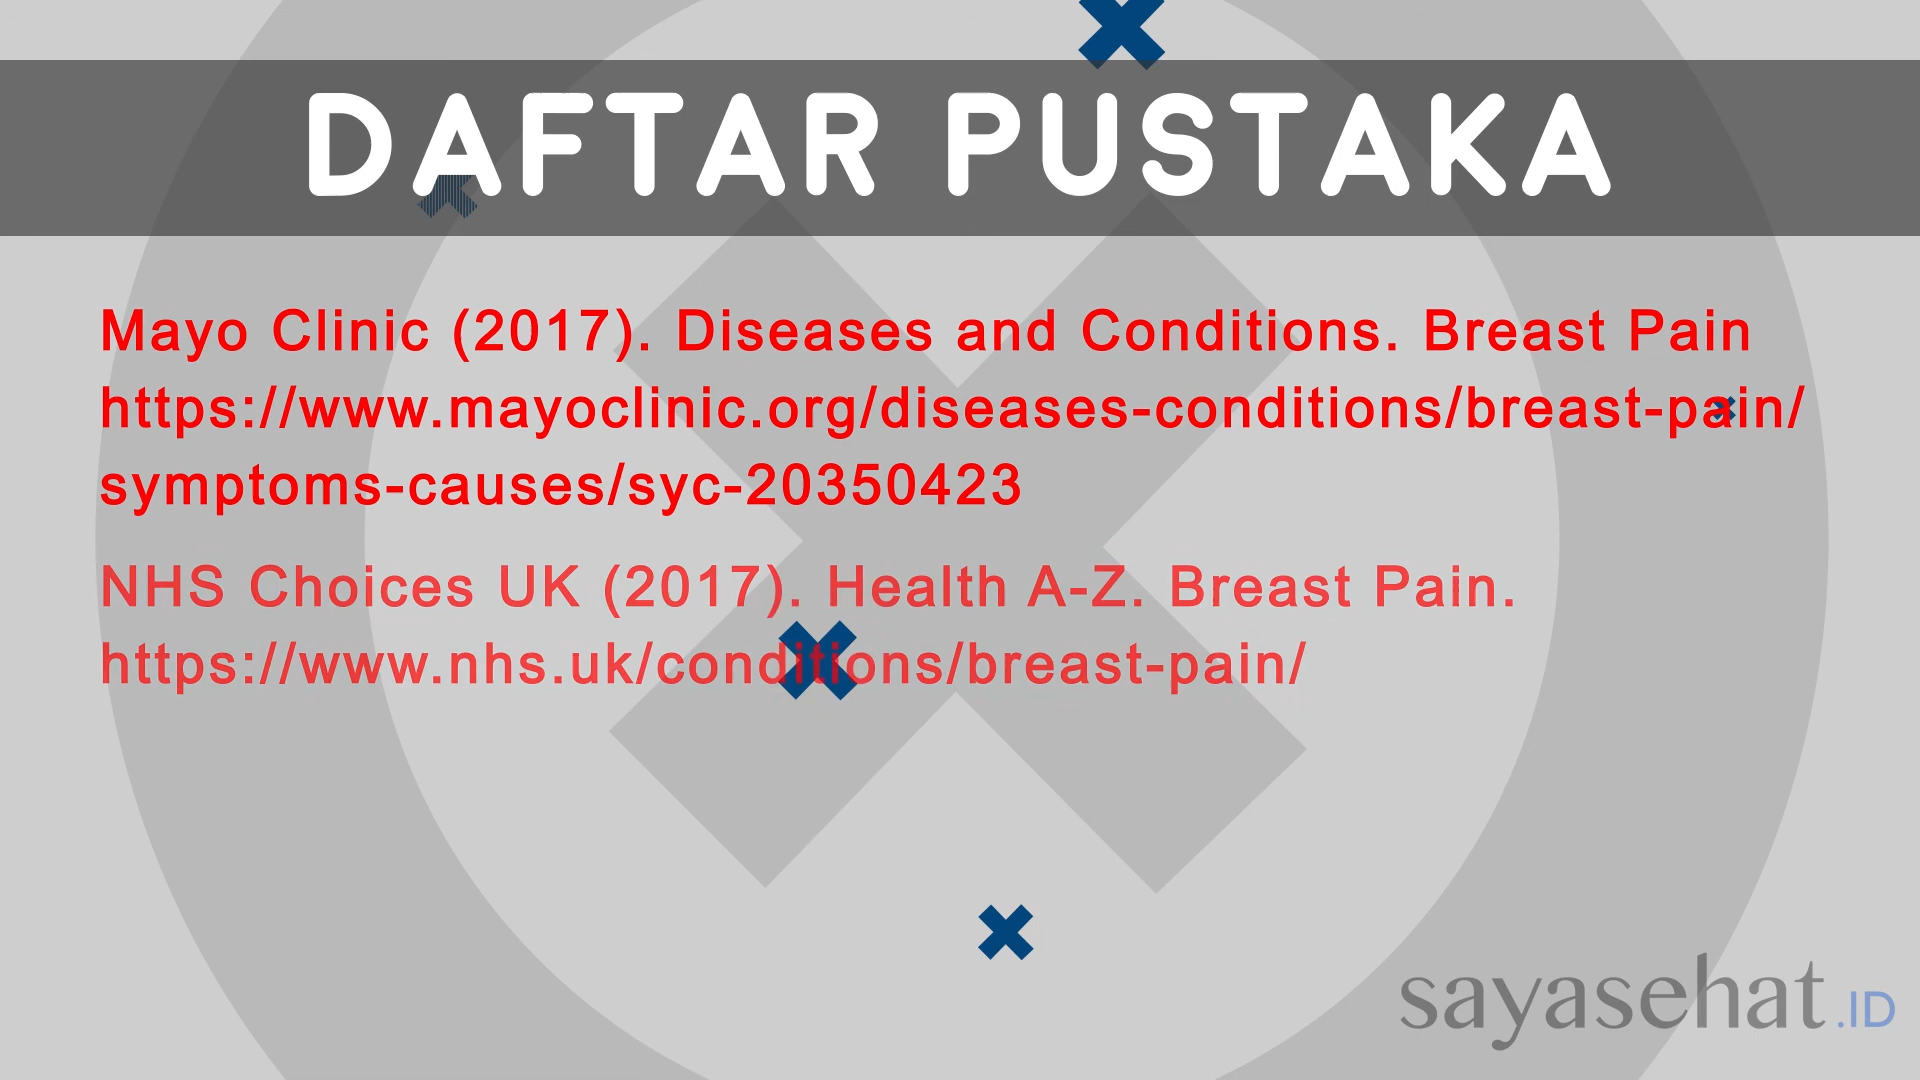 DAFTAR PUSTAKA
Mayo Clinic (2017). Diseases and Conditions. Breast Pain
https://www.mayoclinic.org/diseases-conditions/breast-pain/
symptoms-causes/syc-20350423
NHS Choices UK (2017). Health A-Z. Breast Pain.
https://www.nhs.uk/conditions/breast-pain/
sayasehat.ID